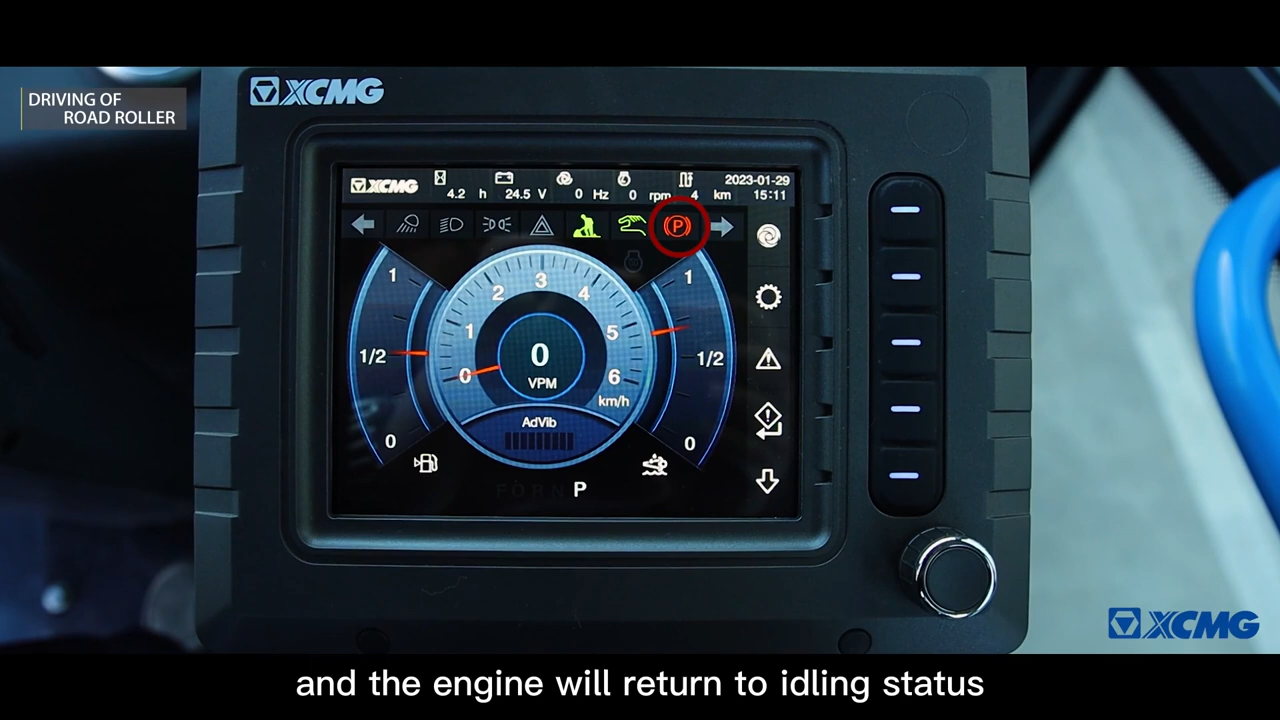 XCMG
DRIVING OF
ROAD ROLLER
XCMG
4.2 h 24.5 V 0 Hz 0 rpm 4 km
2023-01-29
15:11
P
1
1/2
0
0 1 2 3 4 5 6
km/h
0
VPM
AdVib
1
1/2
0
F O R N P
XCMG
and the engine will return to idling status